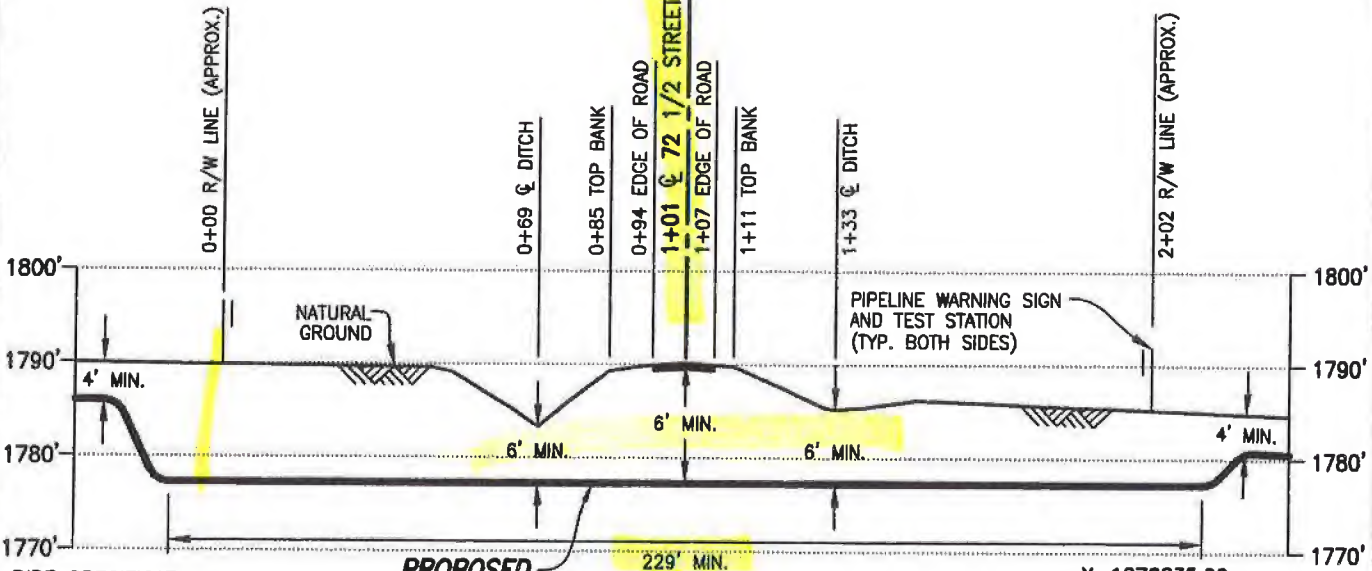 0+00 R/W LINE (APPROX.)
0+69 ℄ DITCH
0+85 TOP BANK
0+94 EDGE OF ROAD
1+01 ℄ 72 1/2 STREET
1+07 EDGE OF ROAD
1+11 TOP BANK
1+33 ℄ DITCH
2+02 R/W LINE (APPROX.)
1800'
1800'
NATURAL
GROUND
PIPELINE WARNING SIGN
AND TEST STATION
(TYP. BOTH SIDES)
1790'
1790'
4' MIN.
6' MIN.
6' MIN.
6' MIN.
4' MIN.
1780'
1780'
1770'
1770'
PROPOSED
229' MIN.